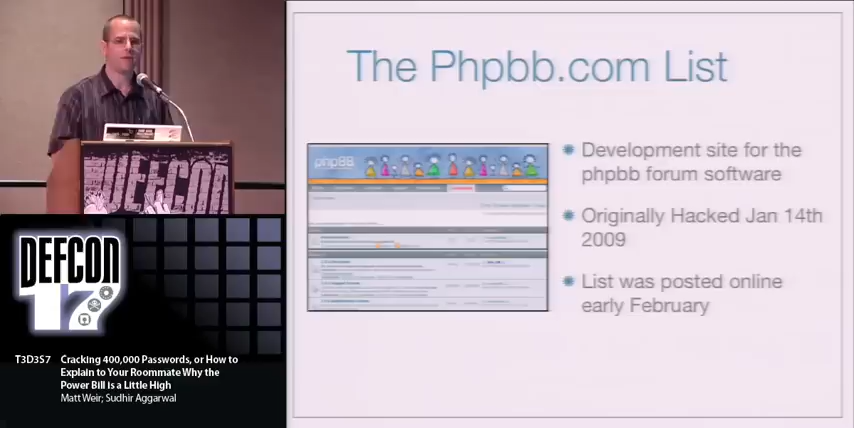 The Phpbb.com List
phpBB
Development site for the
phpbb forum software
Originally Hacked Jan 14th
2009
List was posted online
early February
DEFCON
DEFCON
17
T3D3S7
Cracking 400,000 Passwords, or How to
Explain to Your Roommate Why the
Power Bill is a Little High
Matt Weir; Sudhir Aggarwal